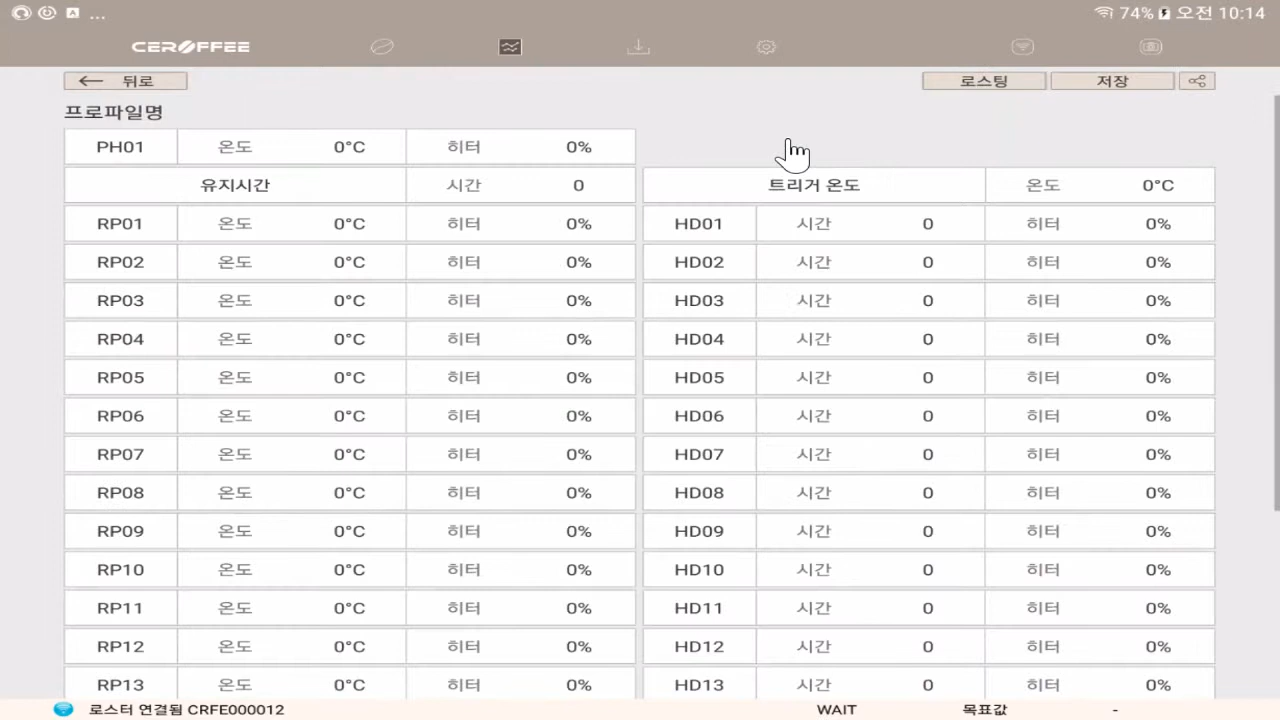 ... 74% 오전 10:14
CEROFFEE
뒤로 로스팅 저장
프로파일명
PH01 온도 0°C 히터 0%
유지시간 시간 0 트리거 온도 온도 0°C
RP01 온도 0°C 히터 0% HD01 시간 0 히터 0%
RP02 온도 0°C 히터 0% HD02 시간 0 히터 0%
RP03 온도 0°C 히터 0% HD03 시간 0 히터 0%
RP04 온도 0°C 히터 0% HD04 시간 0 히터 0%
RP05 온도 0°C 히터 0% HD05 시간 0 히터 0%
RP06 온도 0°C 히터 0% HD06 시간 0 히터 0%
RP07 온도 0°C 히터 0% HD07 시간 0 히터 0%
RP08 온도 0°C 히터 0% HD08 시간 0 히터 0%
RP09 온도 0°C 히터 0% HD09 시간 0 히터 0%
RP10 온도 0°C 히터 0% HD10 시간 0 히터 0%
RP11 온도 0°C 히터 0% HD11 시간 0 히터 0%
RP12 온도 0°C 히터 0% HD12 시간 0 히터 0%
RP13 온도 0°C 히터 0% HD13 시간 0 히터 0%
로스터 연결됨 CRFE000012 WAIT 목표값 -